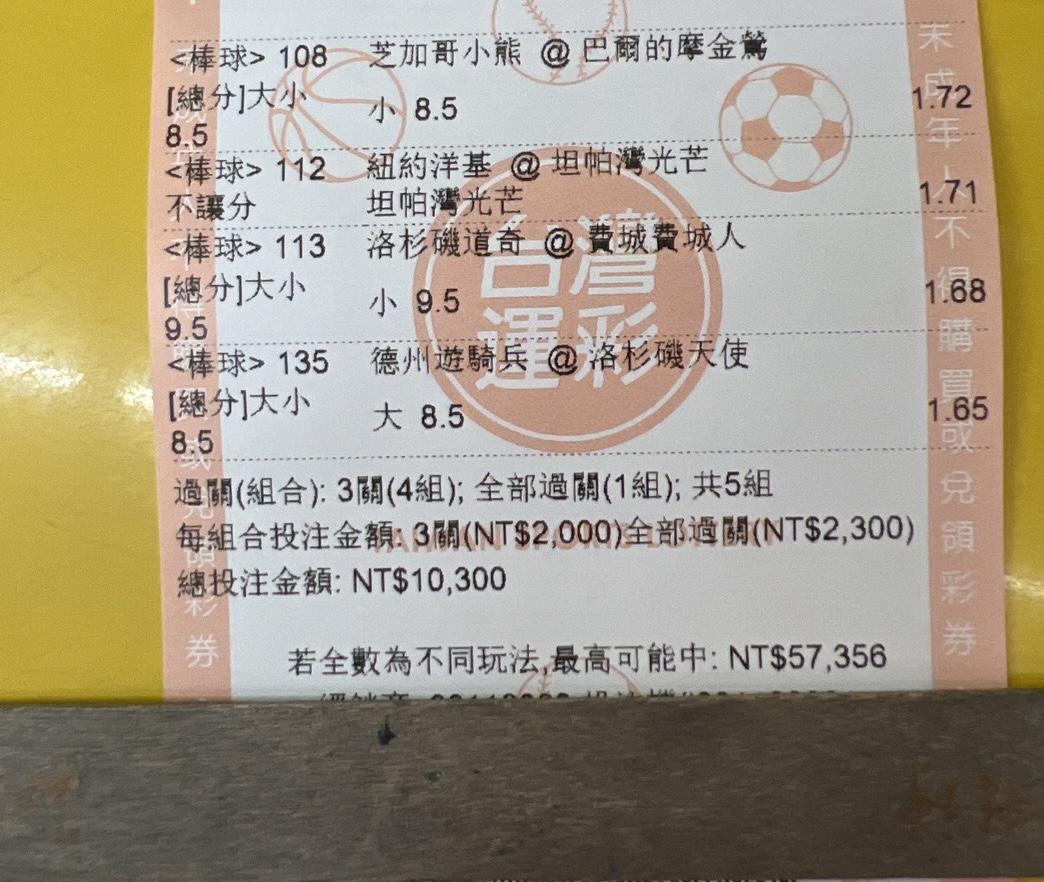 <棒球> 108 芝加哥小熊 @ 巴爾的摩金鶯
[總分]大小 小 8.5 1.72
8.5
<棒球> 112 紐約洋基 @ 坦帕灣光芒
不讓分 坦帕灣光芒 1.71
<棒球> 113 洛杉磯道奇 @ 費城費城人
[總分]大小 小 9.5 1.68
9.5
<棒球> 135 德州遊騎兵 @ 洛杉磯天使
[總分]大小 大 8.5 1.65
8.5
過關(組合): 3關(4組); 全部過關(1組); 共5組
每組合投注金額: 3關(NT$2,000)全部過關(NT$2,300)
總投注金額: NT$10,300
若全數為不同玩法,最高可能中: NT$57,356
台灣
運彩
未成年人不得購買或兌領彩券